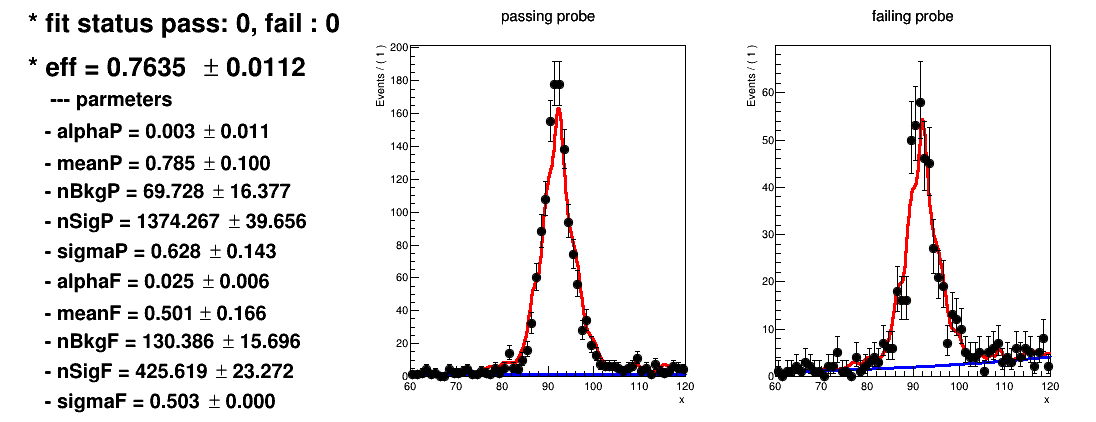 * fit status pass: 0, fail : 0
* eff = 0.7635 ± 0.0112
--- parmeters
- alphaP = 0.003 ± 0.011
- meanP = 0.785 ± 0.100
- nBkgP = 69.728 ± 16.377
- nSigP = 1374.267 ± 39.656
- sigmaP = 0.628 ± 0.143
- alphaF = 0.025 ± 0.006
- meanF = 0.501 ± 0.166
- nBkgF = 130.386 ± 15.696
- nSigF = 425.619 ± 23.272
- sigmaF = 0.503 ± 0.000
passing probe
Events / ( 1 )
200
180
160
140
120
100
80
60
40
20
0
60 70 80 90 100 110 120
x
failing probe
Events / ( 1 )
60
50
40
30
20
10
0
60 70 80 90 100 110 120
x